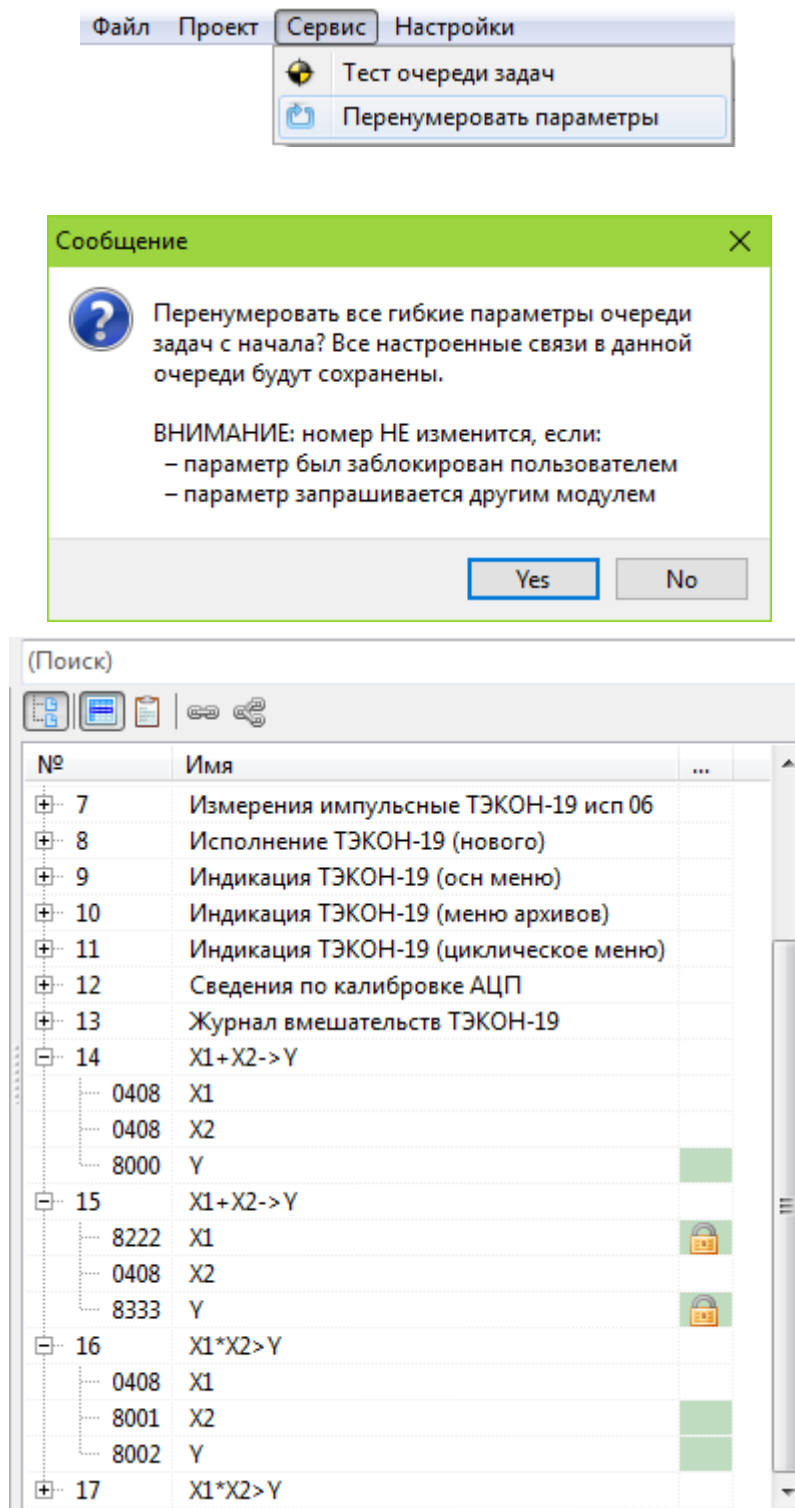 Файл Проект Сервис Настройки
Тест очереди задач
Перенумеровать параметры
Сообщение
Перенумеровать все гибкие параметры очереди
задач с начала? Все настроенные связи в данной
очереди будут сохранены.
ВНИМАНИЕ: номер НЕ изменится, если:
– параметр был заблокирован пользователем
– параметр запрашивается другим модулем
Yes No
(Поиск)
№ Имя ...
7 Измерения импульсные ТЭКОН-19 исп 06
8 Исполнение ТЭКОН-19 (нового)
9 Индикация ТЭКОН-19 (осн меню)
10 Индикация ТЭКОН-19 (меню архивов)
11 Индикация ТЭКОН-19 (циклическое меню)
12 Сведения по калибровке АЦП
13 Журнал вмешательств ТЭКОН-19
14 X1+X2->Y
0408 X1
0408 X2
8000 Y
15 X1+X2->Y
8222 X1
0408 X2
8333 Y
16 X1*X2>Y
0408 X1
8001 X2
8002 Y
17 X1*X2>Y